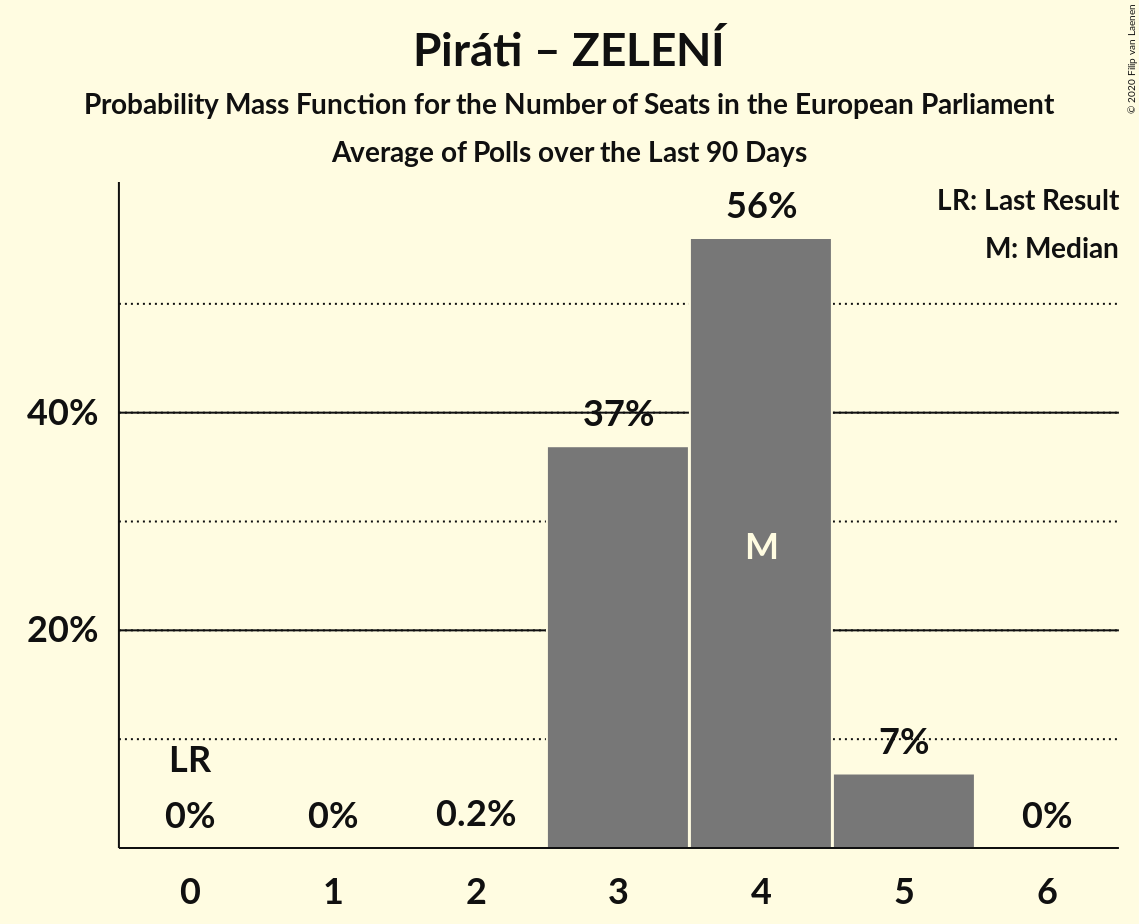 Piráti – ZELENÍ
Probability Mass Function for the Number of Seats in the European Parliament
Average of Polls over the Last 90 Days
© 2020 Filip van Laenen
LR: Last Result
M: Median
56%
40%
37%
M
20%
LR
7%
0%
0%
0.2%
0%
0
1
2
3
4
5
6